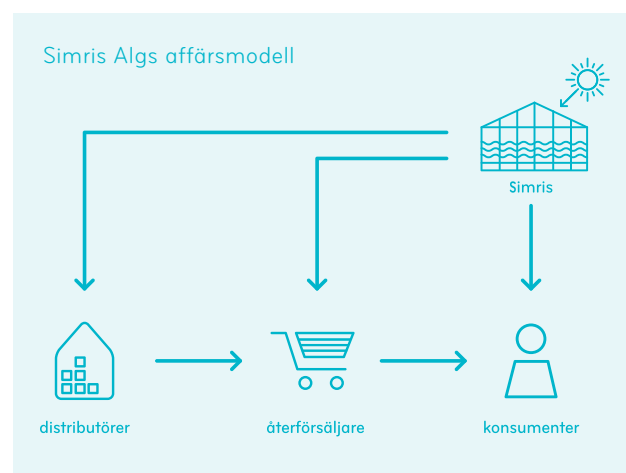 Simris Algs affärsmodell
Simris
distributörer
återförsäljare
konsumenter